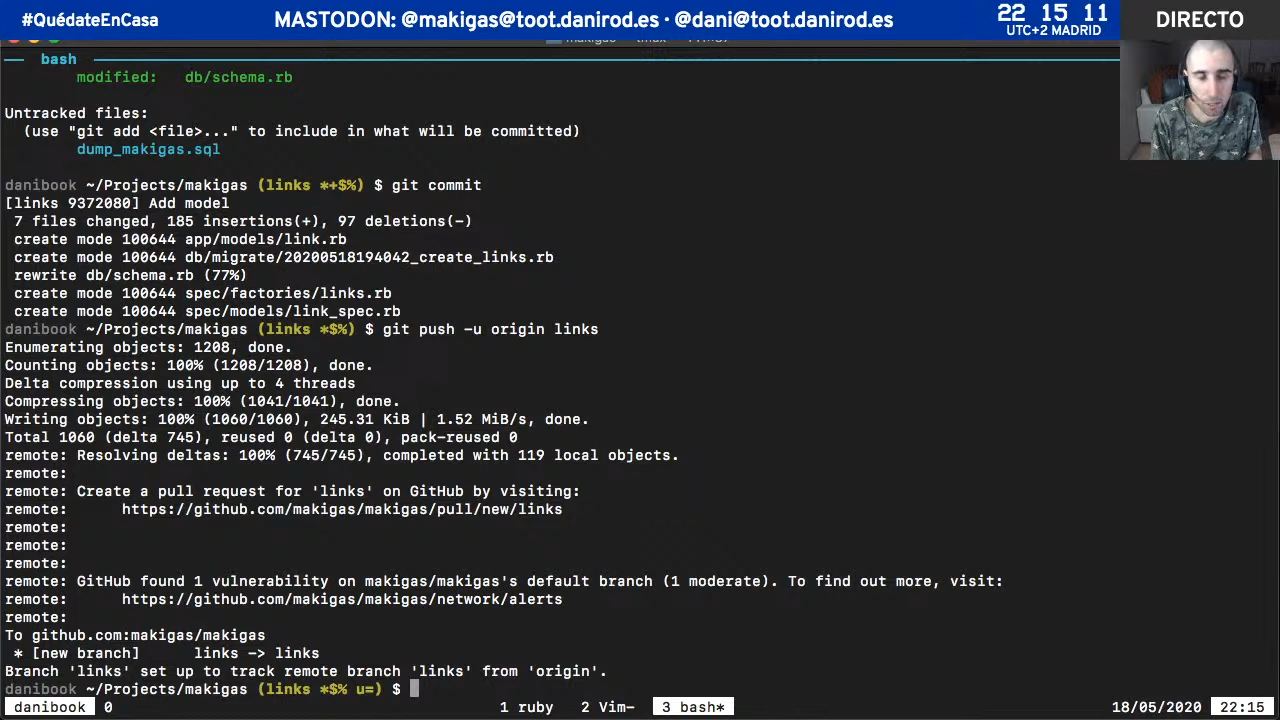 #QuédateEnCasa
MASTODON: @makigas@toot.danirod.es · @dani@toot.danirod.es
22 15 11
UTC+2 MADRID
DIRECTO
bash
modified: db/schema.rb
Untracked files:
(use "git add <file>..." to include in what will be committed)
dump_makigas.sql
danibook ~/Projects/makigas (links *+$%) $ git commit
[links 9372080] Add model
7 files changed, 185 insertions(+), 97 deletions(-)
create mode 100644 app/models/link.rb
create mode 100644 db/migrate/20200518194042_create_links.rb
rewrite db/schema.rb (77%)
create mode 100644 spec/factories/links.rb
create mode 100644 spec/models/link_spec.rb
danibook ~/Projects/makigas (links *$%) $ git push -u origin links
Enumerating objects: 1208, done.
Counting objects: 100% (1208/1208), done.
Delta compression using up to 4 threads
Compressing objects: 100% (1041/1041), done.
Writing objects: 100% (1060/1060), 245.31 KiB | 1.52 MiB/s, done.
Total 1060 (delta 745), reused 0 (delta 0), pack-reused 0
remote: Resolving deltas: 100% (745/745), completed with 119 local objects.
remote:
remote: Create a pull request for 'links' on GitHub by visiting:
remote: https://github.com/makigas/makigas/pull/new/links
remote:
remote:
remote:
remote: GitHub found 1 vulnerability on makigas/makigas's default branch (1 moderate). To find out more, visit:
remote: https://github.com/makigas/makigas/network/alerts
remote:
To github.com:makigas/makigas
* [new branch] links -> links
Branch 'links' set up to track remote branch 'links' from 'origin'.
danibook ~/Projects/makigas (links *$% u=) $
danibook 0 1 ruby 2 Vim- 3 bash* 18/05/2020 22:15